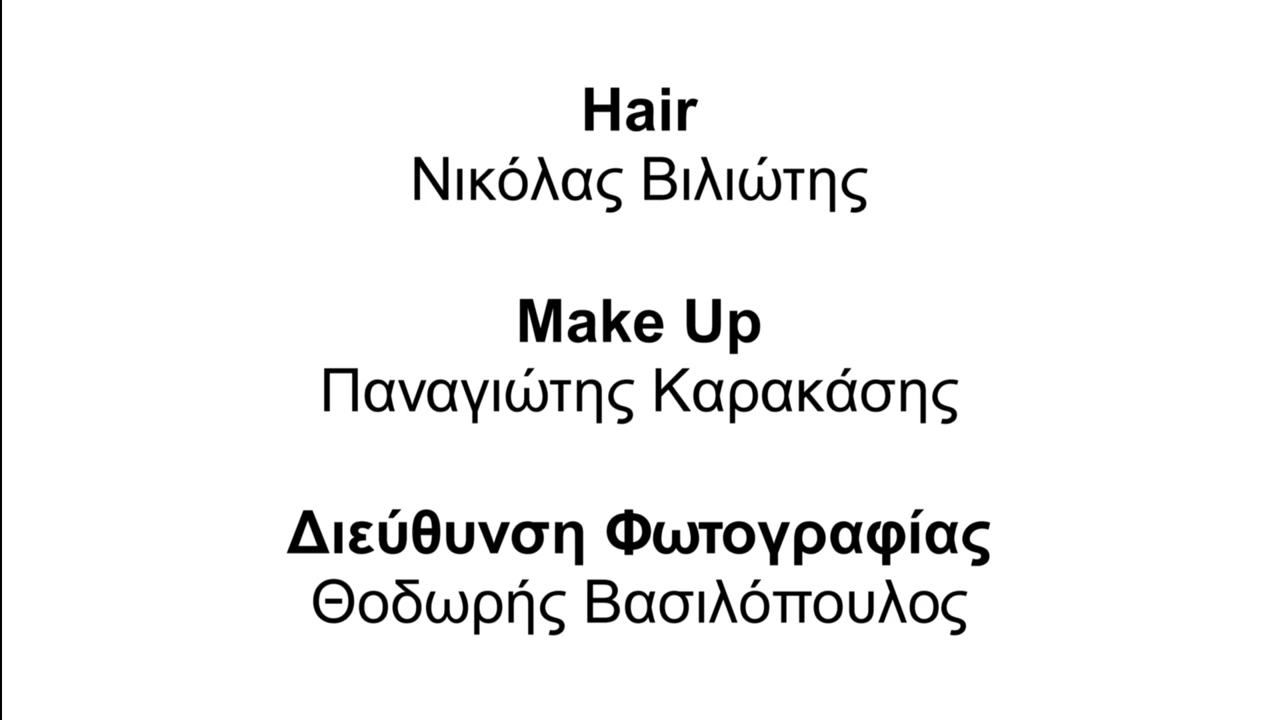 Hair
Νικόλας Βιλιώτης
Make Up
Παναγιώτης Καρακάσης
Διεύθυνση Φωτογραφίας
Θοδωρής Βασιλόπουλος